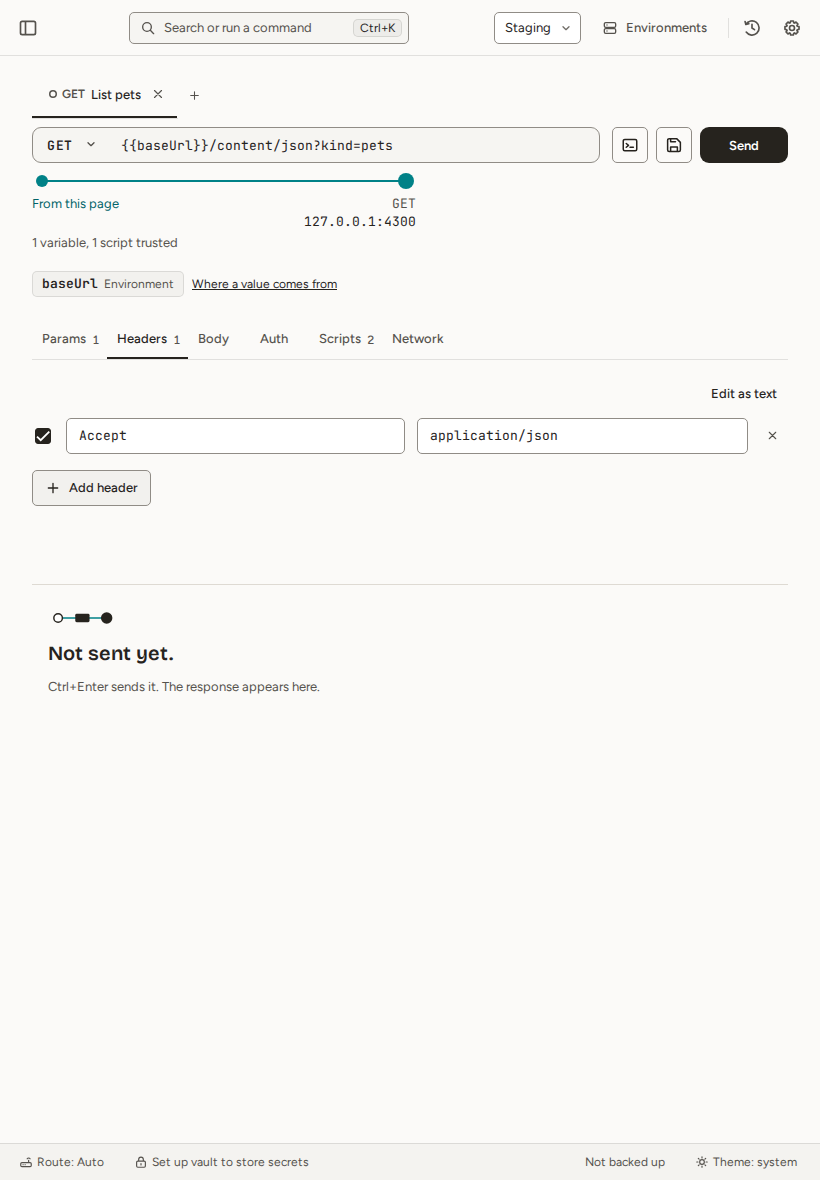 Search or run a command Ctrl+K Staging Environments
GET List pets
GET {{baseUrl}}/content/json?kind=pets Send
From this page GET
127.0.0.1:4300
1 variable, 1 script trusted
baseUrl Environment Where a value comes from
Params 1 Headers 1 Body Auth Scripts 2 Network
Edit as text
Accept application/json
Add header
Not sent yet.
Ctrl+Enter sends it. The response appears here.
Route: Auto Set up vault to store secrets Not backed up Theme: system